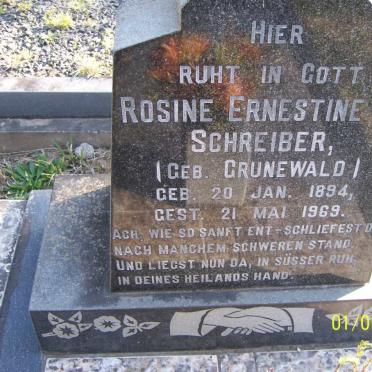 HIER
RUHT IN GOTT
ROSINE ERNESTINE
SCHREIBER,
(GEB. GRUNEWALD)
GEB. 20 JAN. 1894,
GEST. 21 MAI 1969.
ACH, WIE SO SANFT ENT-SCHLIEFEST D
NACH MANCHEM SCHWEREN STAND.
UND LIEGST NUN DA, IN SÜSSER RUH
IN DEINES HEILANDS HAND.
01/0